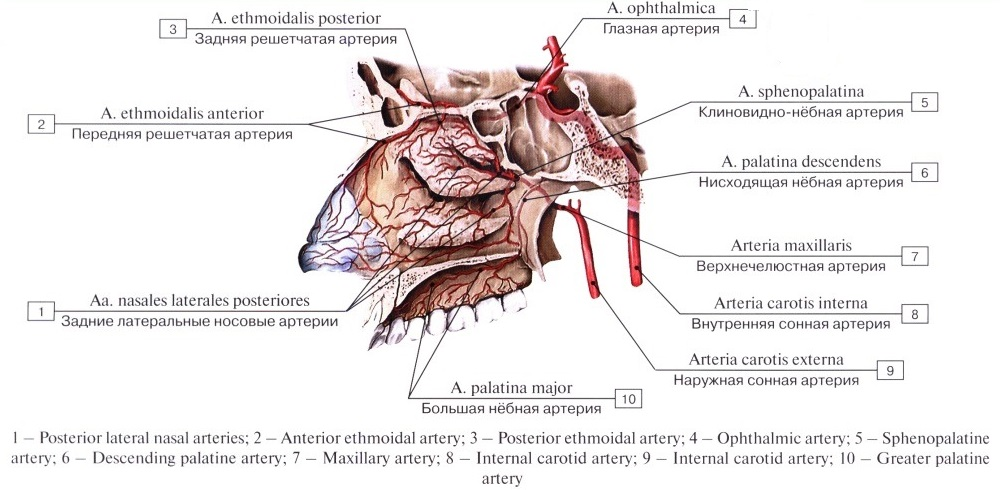 A. ethmoidalis posterior
3
Задняя решетчатая артерия
A. ophthalmica
4
Глазная артерия
A. ethmoidalis anterior
2
Передняя решетчатая артерия
A. sphenopalatina
5
Клиновидно-нёбная артерия
A. palatina descendens
6
Нисходящая нёбная артерия
Arteria maxillaris
7
Верхнечелюстная артерия
Aa. nasales laterales posteriores
1
Задние латеральные носовые артерии
Arteria carotis interna
8
Внутренняя сонная артерия
Arteria carotis externa
9
Наружная сонная артерия
A. palatina major
10
Большая нёбная артерия
1 – Posterior lateral nasal arteries; 2 – Anterior ethmoidal artery; 3 – Posterior ethmoidal artery; 4 – Ophthalmic artery; 5 – Sphenopalatine
artery; 6 – Descending palatine artery; 7 – Maxillary artery; 8 – Internal carotid artery; 9 – Internal carotid artery; 10 – Greater palatine
artery